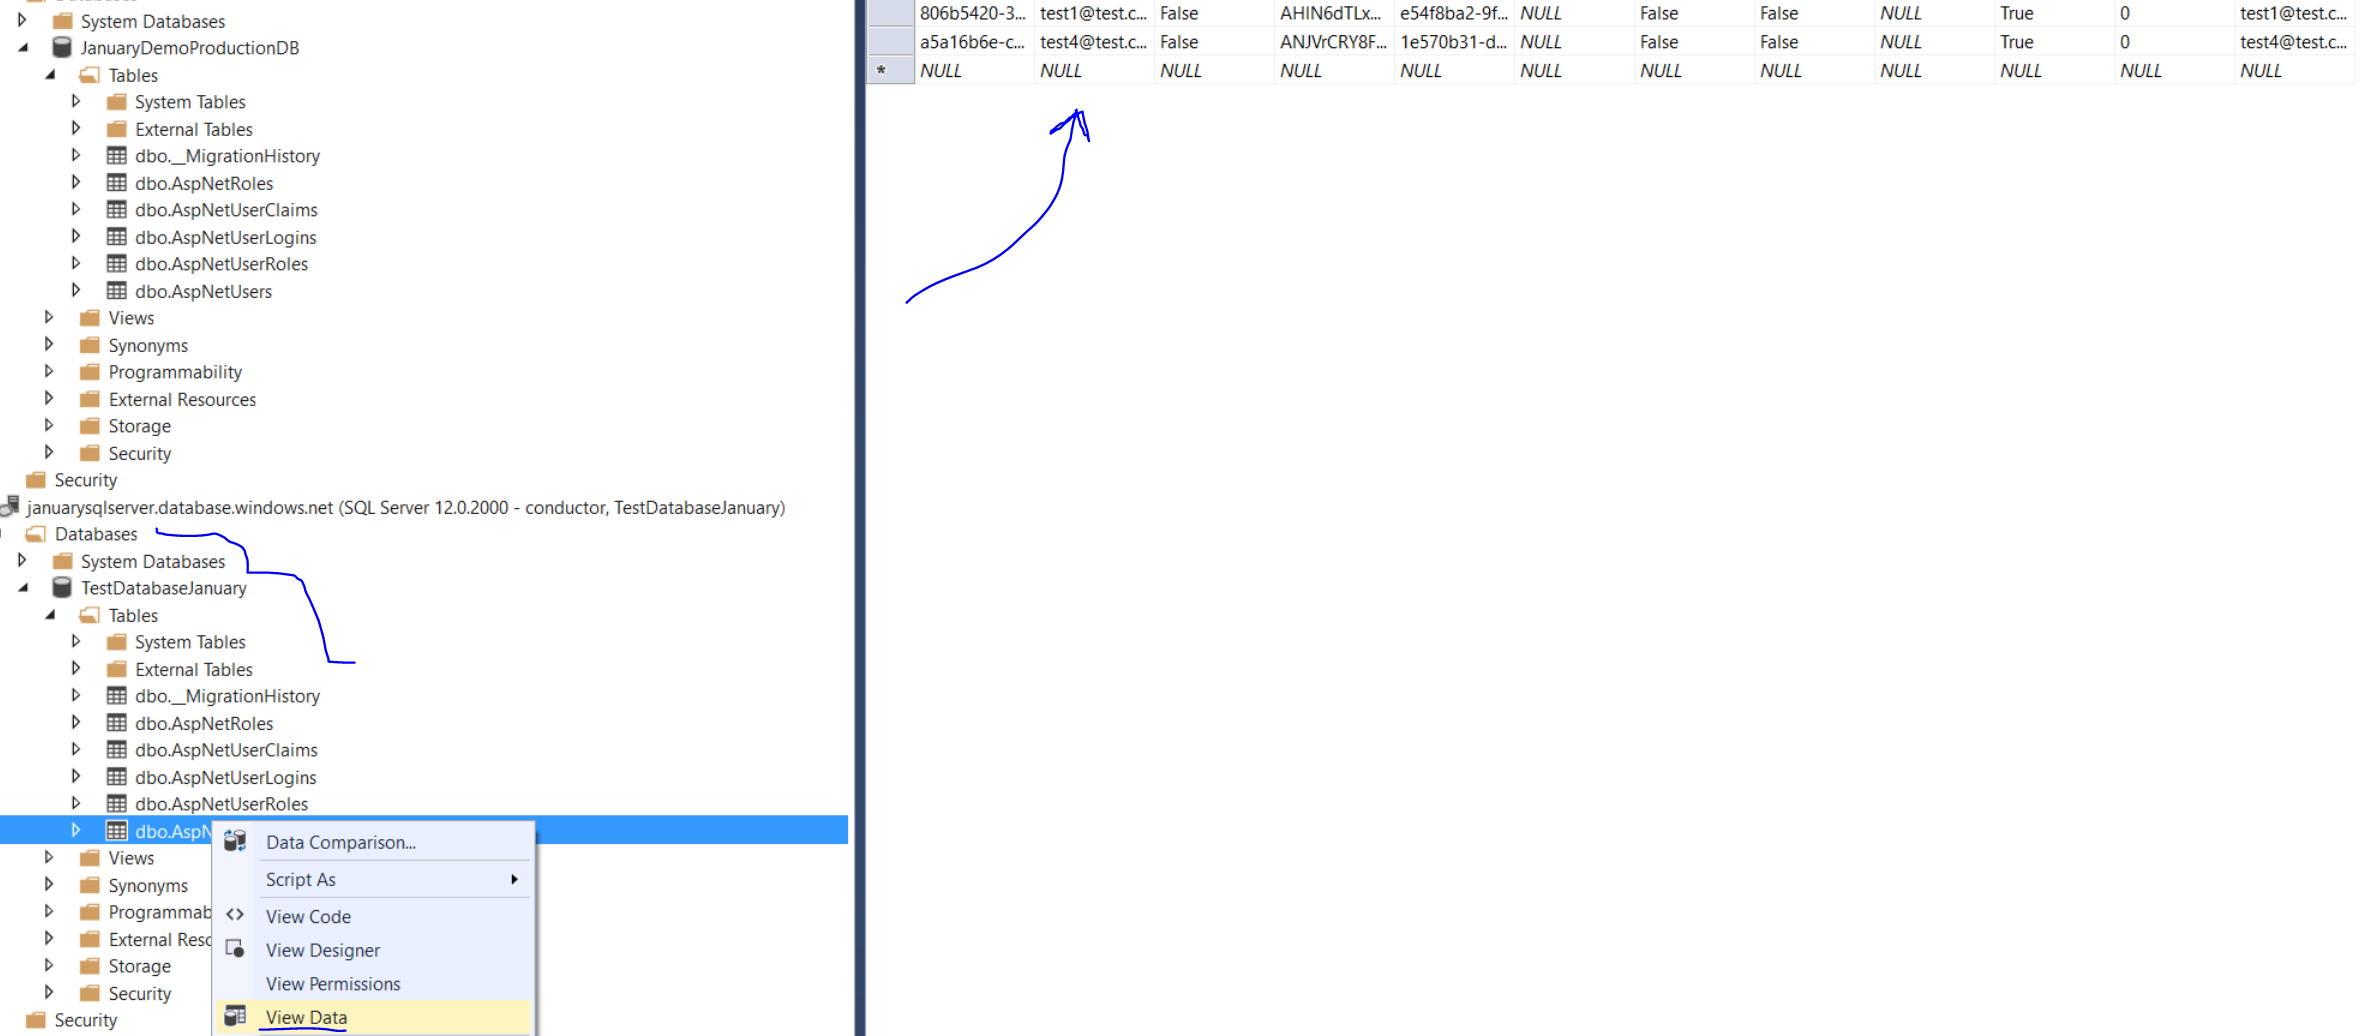 System Databases
JanuaryDemoProductionDB
Tables
System Tables
External Tables
dbo.__MigrationHistory
dbo.AspNetRoles
dbo.AspNetUserClaims
dbo.AspNetUserLogins
dbo.AspNetUserRoles
dbo.AspNetUsers
Views
Synonyms
Programmability
External Resources
Storage
Security
Security
januarysqlserver.database.windows.net (SQL Server 12.0.2000 - conductor, TestDatabaseJanuary)
Databases
System Databases
TestDatabaseJanuary
Tables
System Tables
External Tables
dbo.__MigrationHistory
dbo.AspNetRoles
dbo.AspNetUserClaims
dbo.AspNetUserLogins
dbo.AspNetUserRoles
dbo.AspN
Views
Synonyms
Programmab
External Reso
Storage
Security
Security
Data Comparison...
Script As
View Code
View Designer
View Permissions
View Data
806b5420-3... test1@test.c... False AHIN6dTLx... e54f8ba2-9f... NULL False False NULL True 0 test1@test.c...
a5a16b6e-c... test4@test.c... False ANJVrCRY8F... 1e570b31-d... NULL False False NULL True 0 test4@test.c...
* NULL NULL NULL NULL NULL NULL NULL NULL NULL NULL NULL NULL